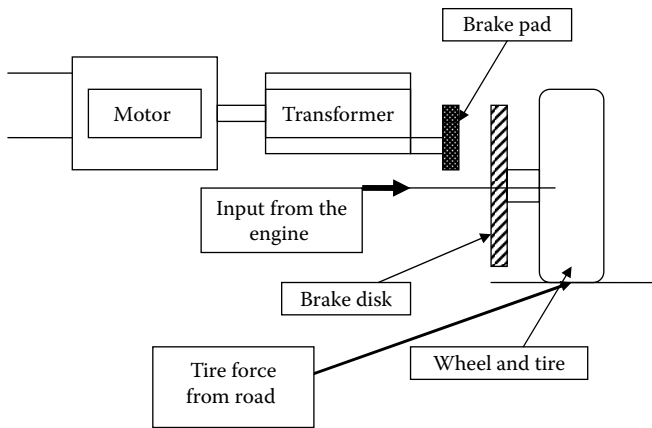 Brake pad
Motor
Transformer
Input from the
engine
Brake disk
Wheel and tire
Tire force
from road